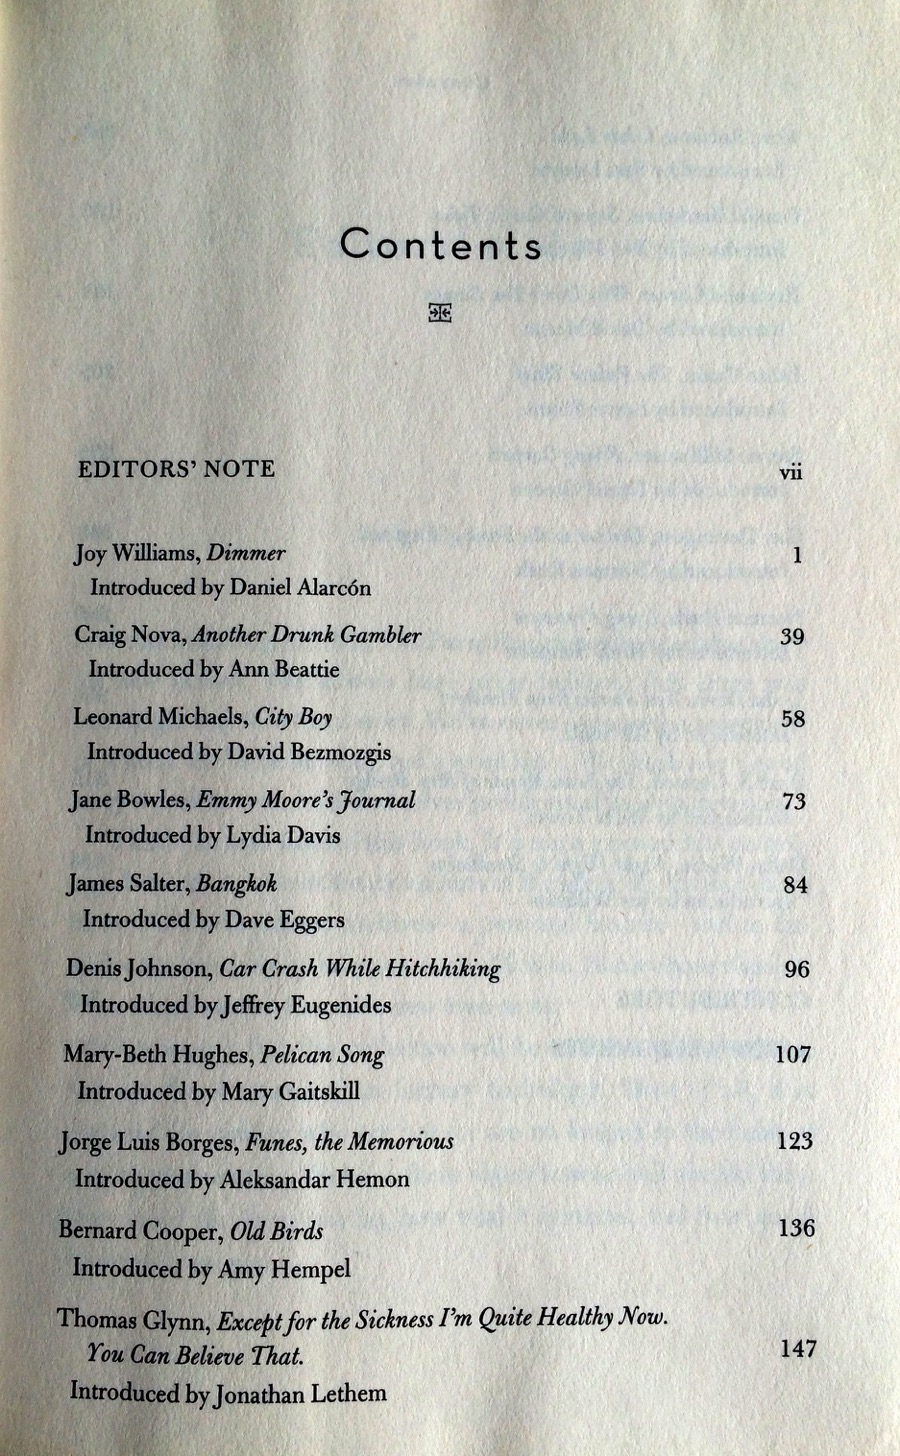 Contents
EDITORS' NOTE vii
Joy Williams, Dimmer 1
Introduced by Daniel Alarcón
Craig Nova, Another Drunk Gambler 39
Introduced by Ann Beattie
Leonard Michaels, City Boy 58
Introduced by David Bezmozgis
Jane Bowles, Emmy Moore's Journal 73
Introduced by Lydia Davis
James Salter, Bangkok 84
Introduced by Dave Eggers
Denis Johnson, Car Crash While Hitchhiking 96
Introduced by Jeffrey Eugenides
Mary-Beth Hughes, Pelican Song 107
Introduced by Mary Gaitskill
Jorge Luis Borges, Funes, the Memorious 123
Introduced by Aleksandar Hemon
Bernard Cooper, Old Birds 136
Introduced by Amy Hempel
Thomas Glynn, Except for the Sickness I'm Quite Healthy Now.
You Can Believe That. 147
Introduced by Jonathan Lethem